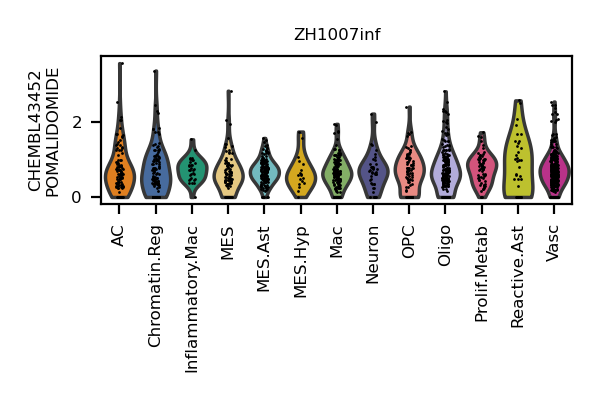 ZH1007inf
CHEMBL43452
POMALIDOMIDE
2
0
AC
Chromatin.Reg
Inflammatory.Mac
MES
MES.Ast
MES.Hyp
Mac
Neuron
OPC
Oligo
Prolif.Metab
Reactive.Ast
Vasc